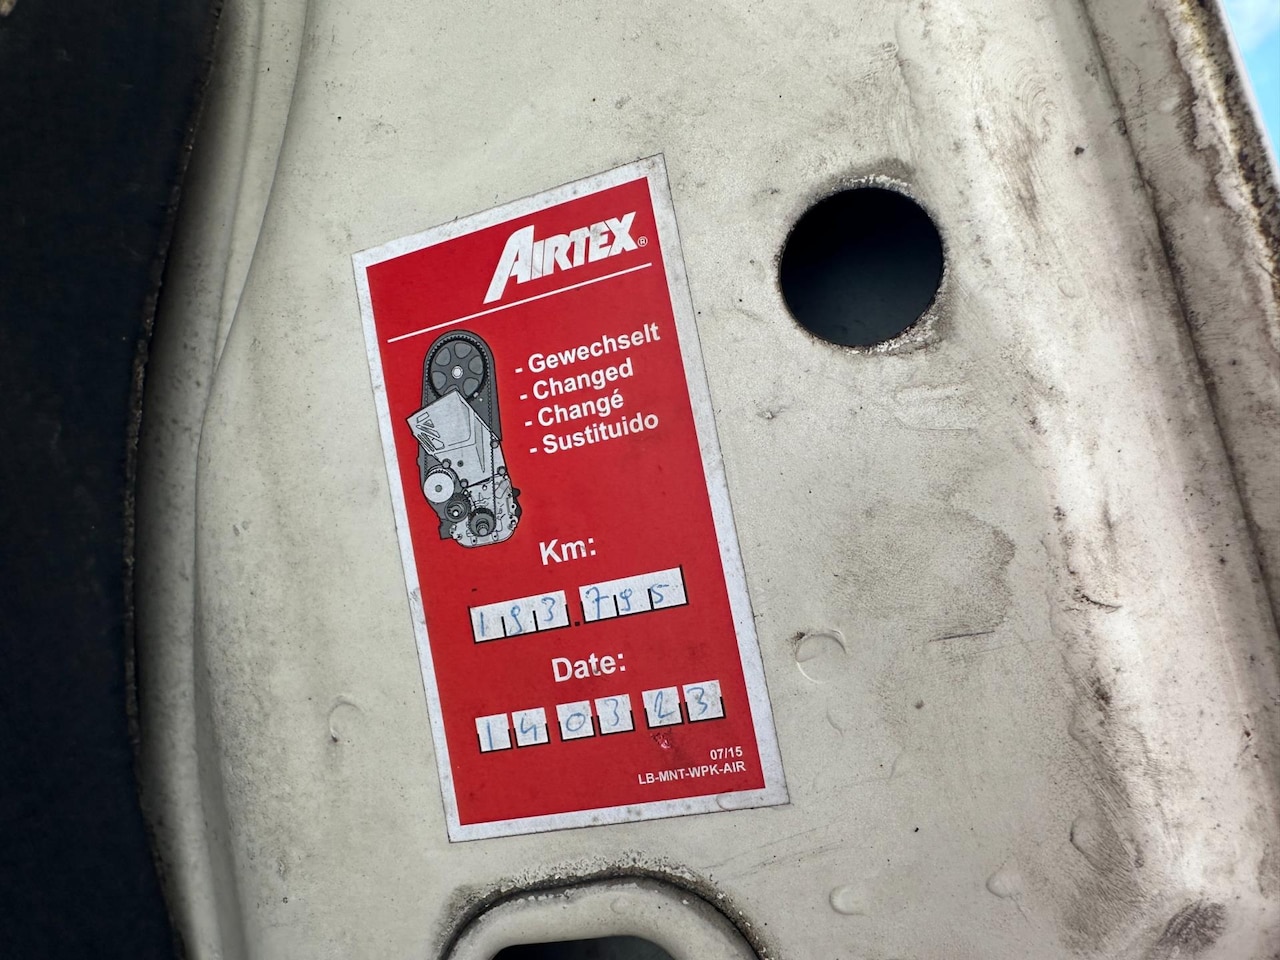 AIRTEX®
- Gewechselt
- Changed
- Changé
- Sustituido
Km:
193.795
Date:
14 03 23
07/15
LB-MNT-WPK-AIR